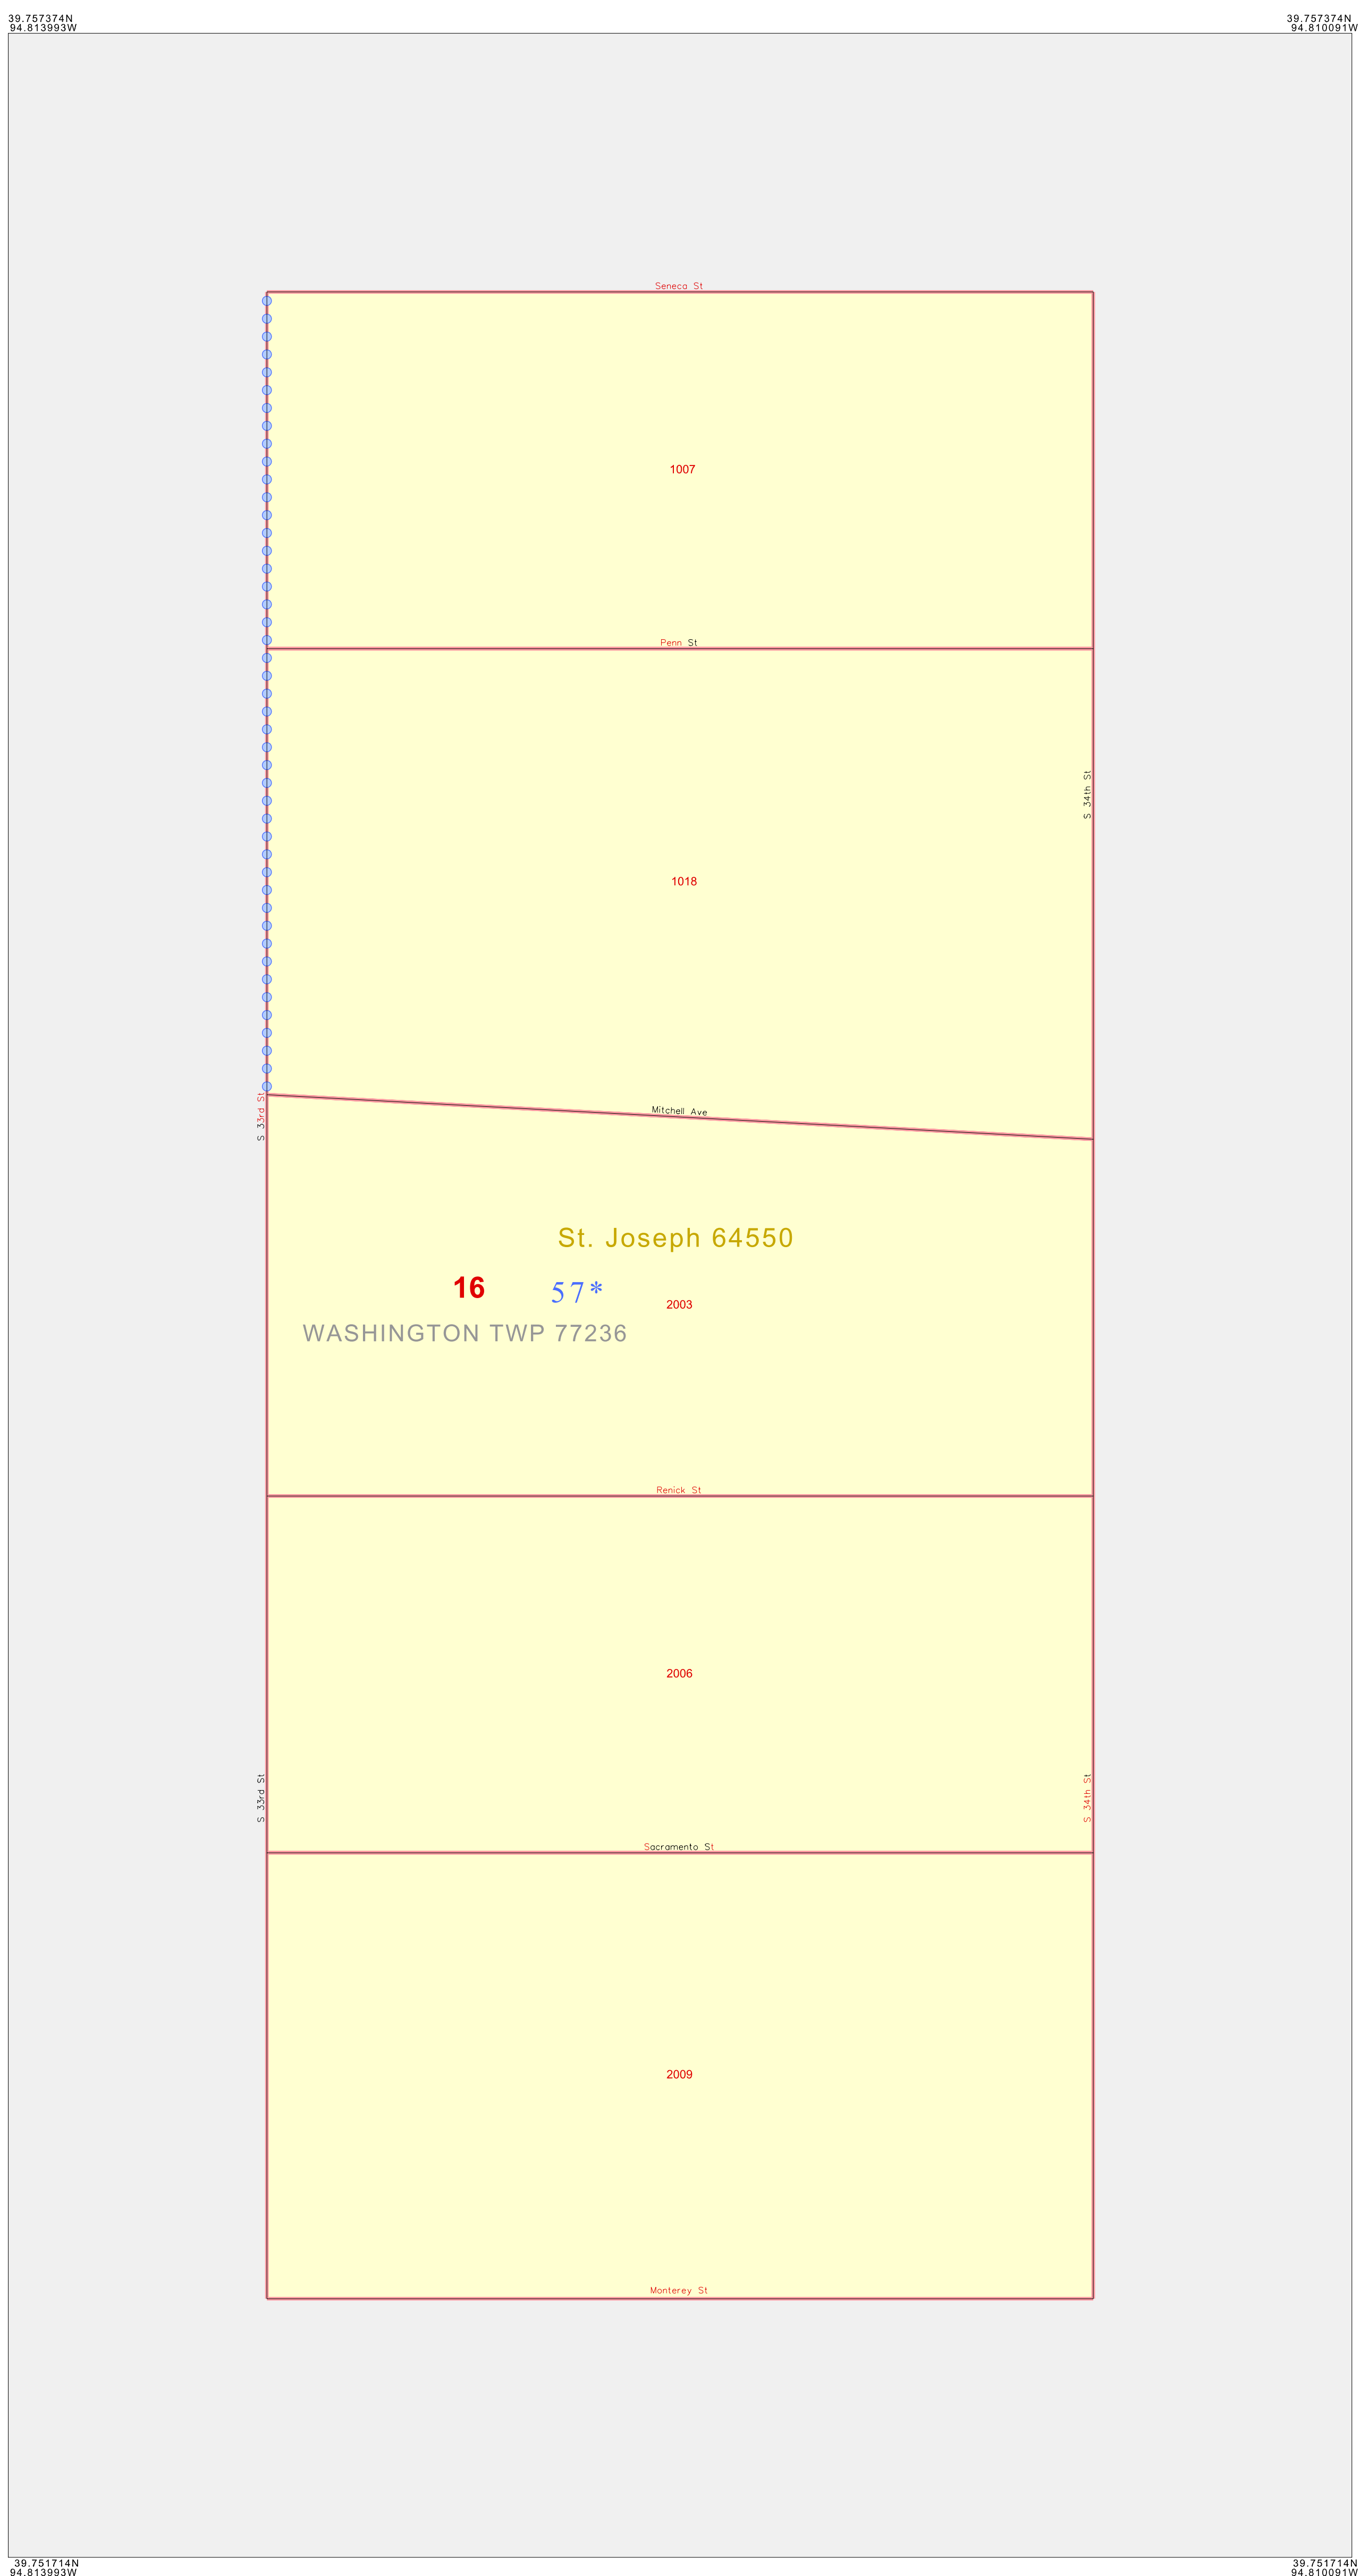 39.757374N
94.813993W
39.757374N
94.810091W
Seneca St
1007
Penn St
S 34th St
1018
S 33rd St
Mitchell Ave
St. Joseph 64550
16
57*
2003
WASHINGTON TWP 77236
Renick St
2006
S 33rd St
S 34th St
Sacramento St
2009
Monterey St
39.751714N
94.813993W
39.751714N
94.810091W